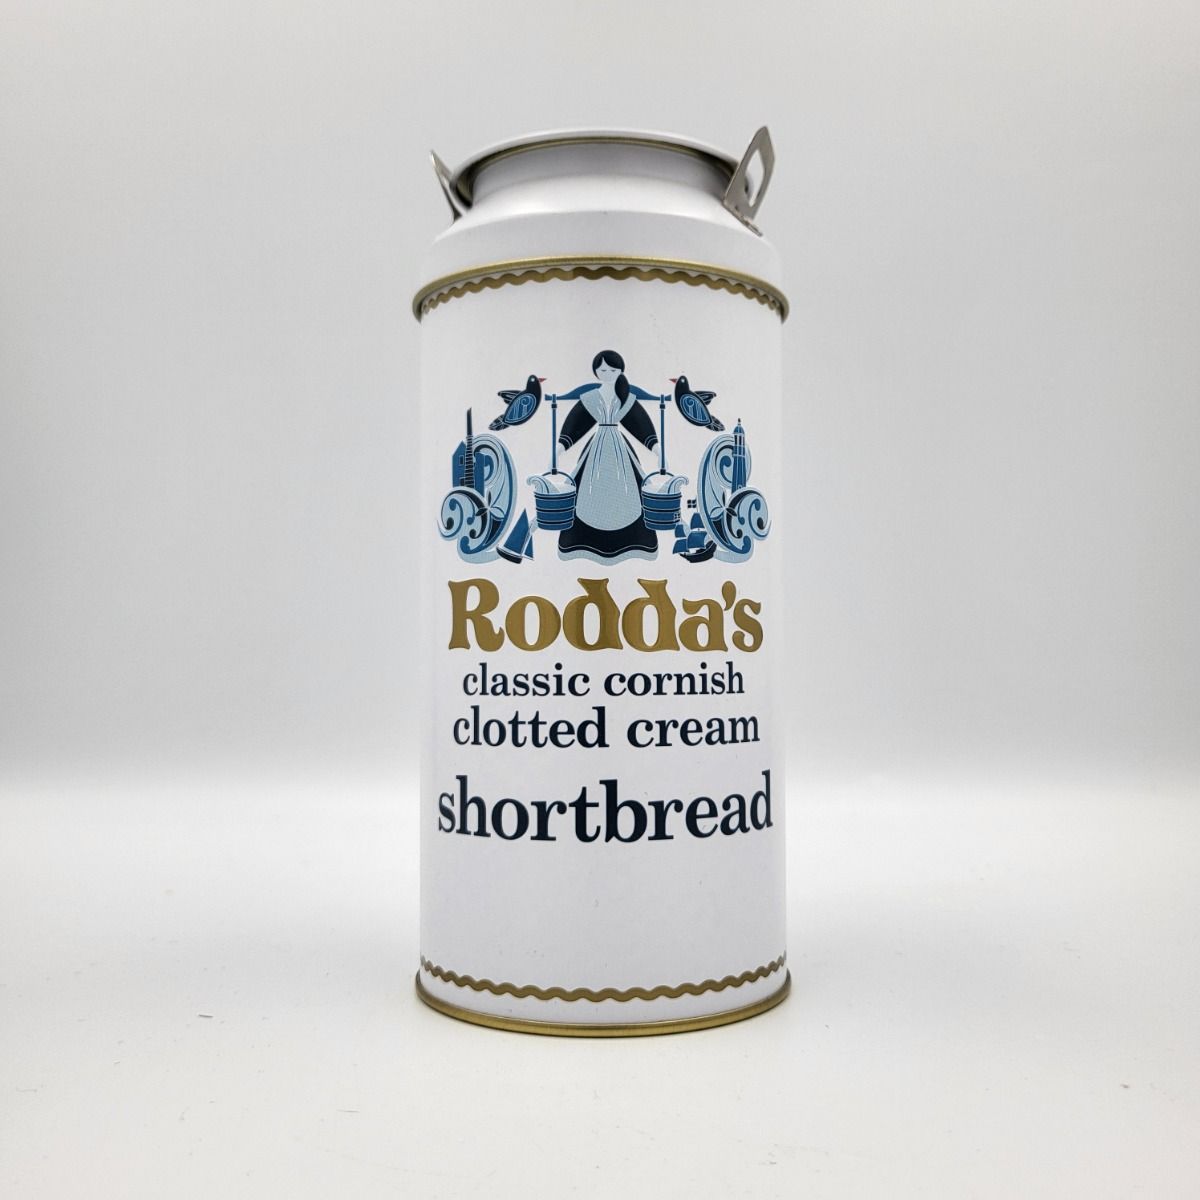 Rodda's
classic cornish
clotted cream
shortbread